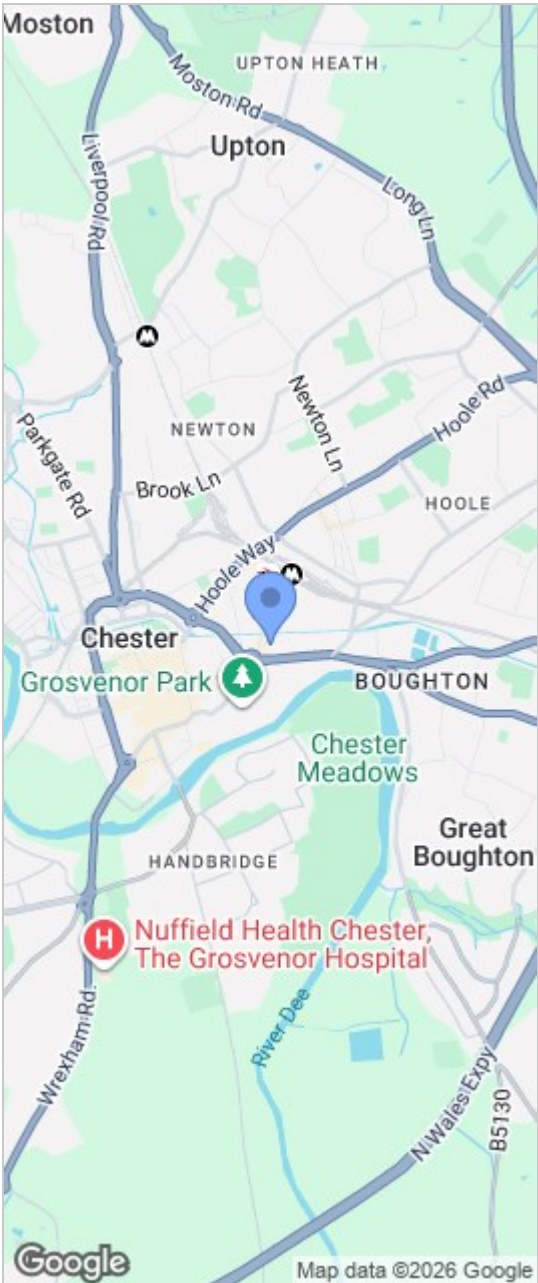 Moston
UPTON HEATH
Moston Rd
Upton
Liverpool Rd
Long Ln
Newton Ln
Hoole Rd
Parkgate Rd
NEWTON
Brook Ln
HOOLE
Hoole Way
Chester
Grosvenor Park
BOUGHTON
Chester
Meadows
Great
Boughton
HANDBRIDGE
H
Nuffield Health Chester,
The Grosvenor Hospital
River Dee
Wrexham Rd
N Wales Expy
B5130
Google
Map data ©2026 Google